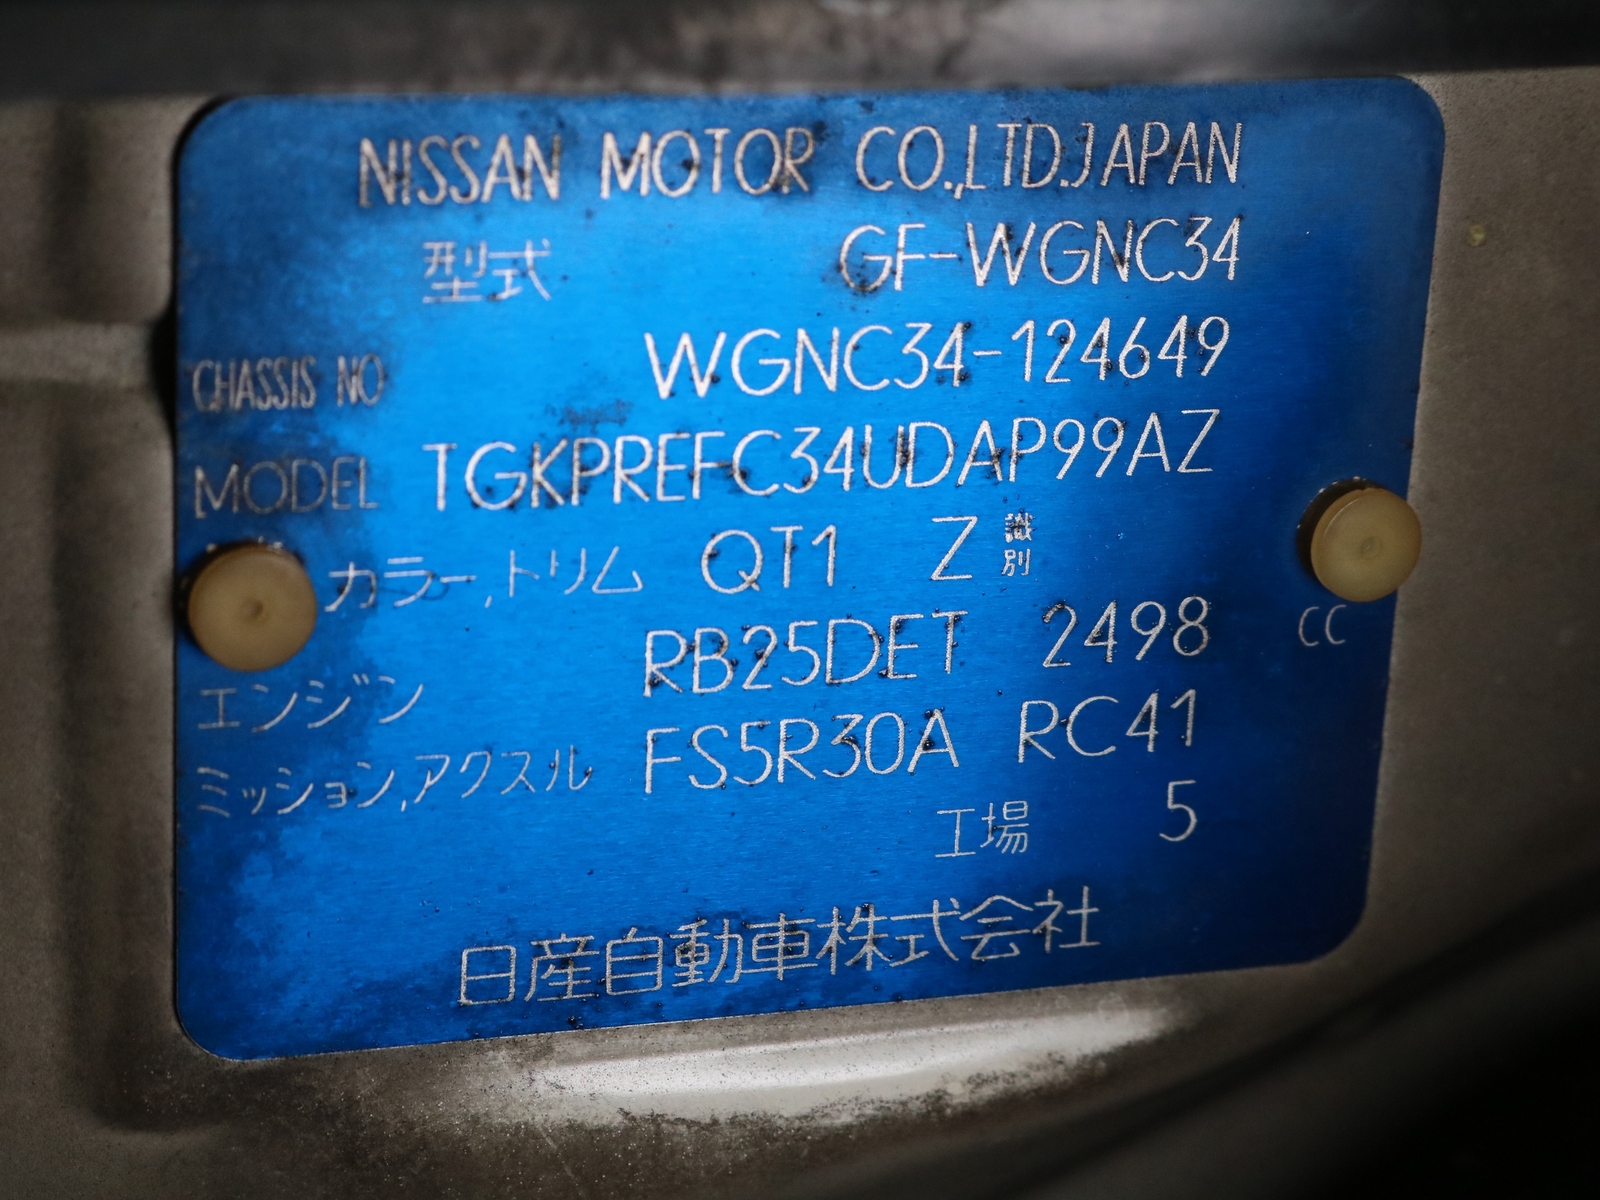 NISSAN MOTOR CO.,LTD.JAPAN
型式 GF-WGNC34
CHASSIS NO WGNC34-124649
MODEL TGKPREFC34UDAP99AZ
カラー,トリム QT1 Z 識別
エンジン RB25DET 2498 CC
ミッション,アクスル FS5R30A RC41
工場 5
日産自動車株式会社